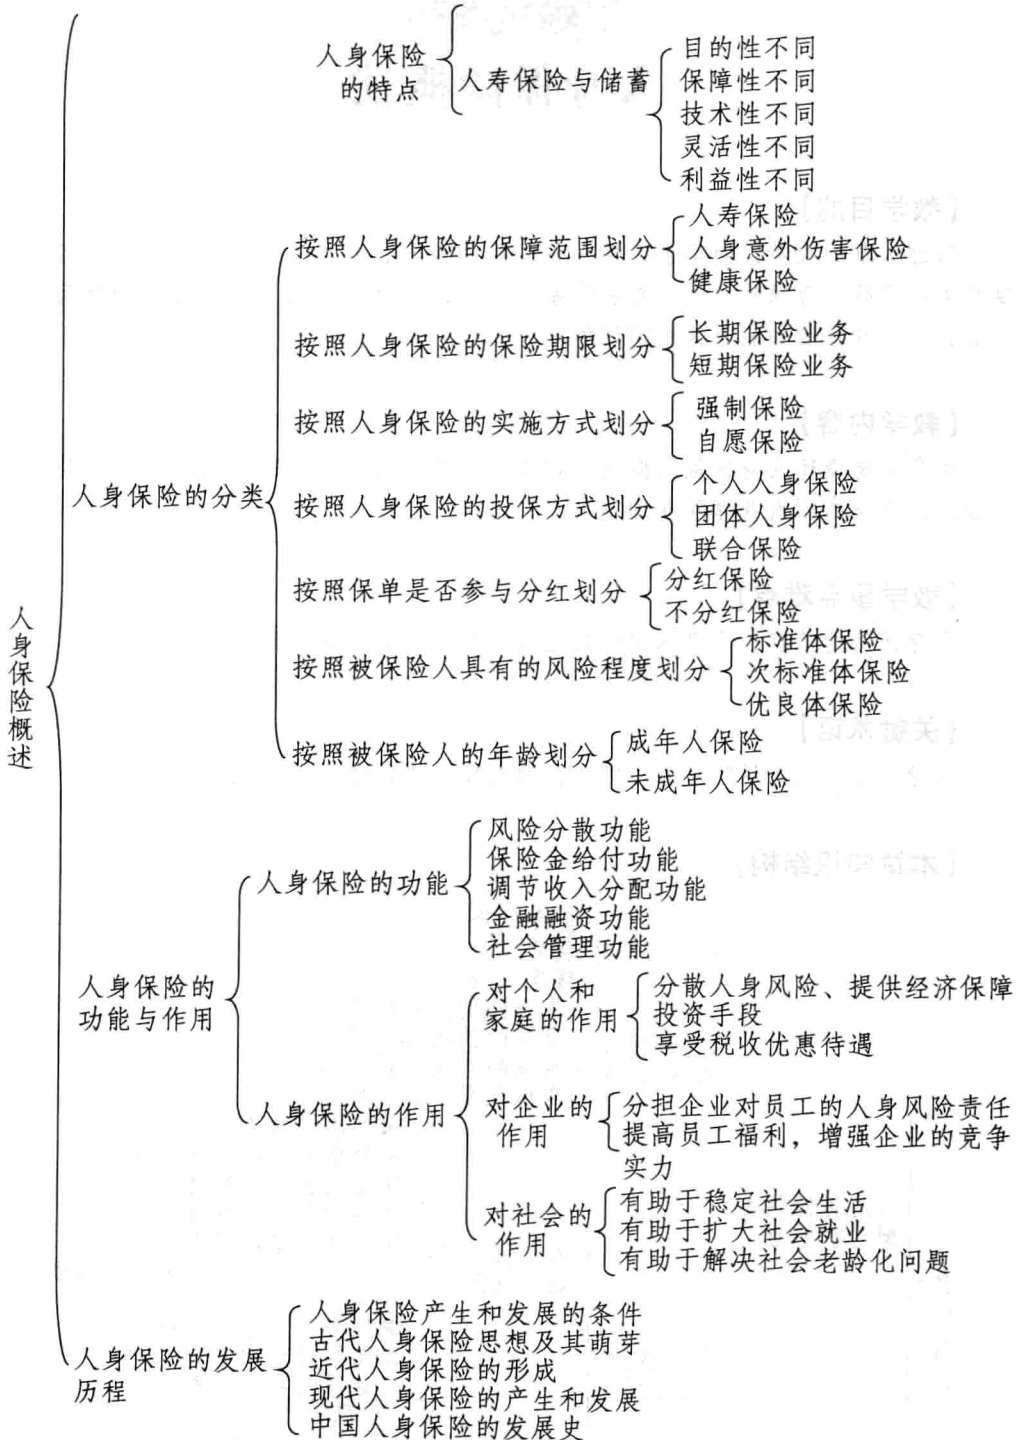 人身保险
的特点
人寿保险与储蓄
目的性不同
保障性不同
技术性不同
灵活性不同
利益性不同
按照人身保险的保障范围划分
人寿保险
人身意外伤害保险
健康保险
按照人身保险的保险期限划分
长期保险业务
短期保险业务
按照人身保险的实施方式划分
强制保险
自愿保险
人身保险的分类
按照人身保险的投保方式划分
个人人身保险
团体人身保险
联合保险
按照保单是否参与分红划分
分红保险
不分红保险
按照被保险人具有的风险程度划分
标准体保险
次标准体保险
优良体保险
按照被保险人的年龄划分
成年人保险
未成年人保险
人身保险概述
人身保险的
功能与作用
人身保险的功能
风险分散功能
保险金给付功能
调节收入分配功能
金融融资功能
社会管理功能
人身保险的作用
对个人和
家庭的作用
分散人身风险、提供经济保障
投资手段
享受税收优惠待遇
对企业的
作用
分担企业对员工的人身风险责任
提高员工福利，增强企业的竞争
实力
对社会的
作用
有助于稳定社会生活
有助于扩大社会就业
有助于解决社会老龄化问题
人身保险的发展
历程
人身保险产生和发展的条件
古代人身保险思想及其萌芽
近代人身保险的形成
现代人身保险的产生和发展
中国人身保险的发展史